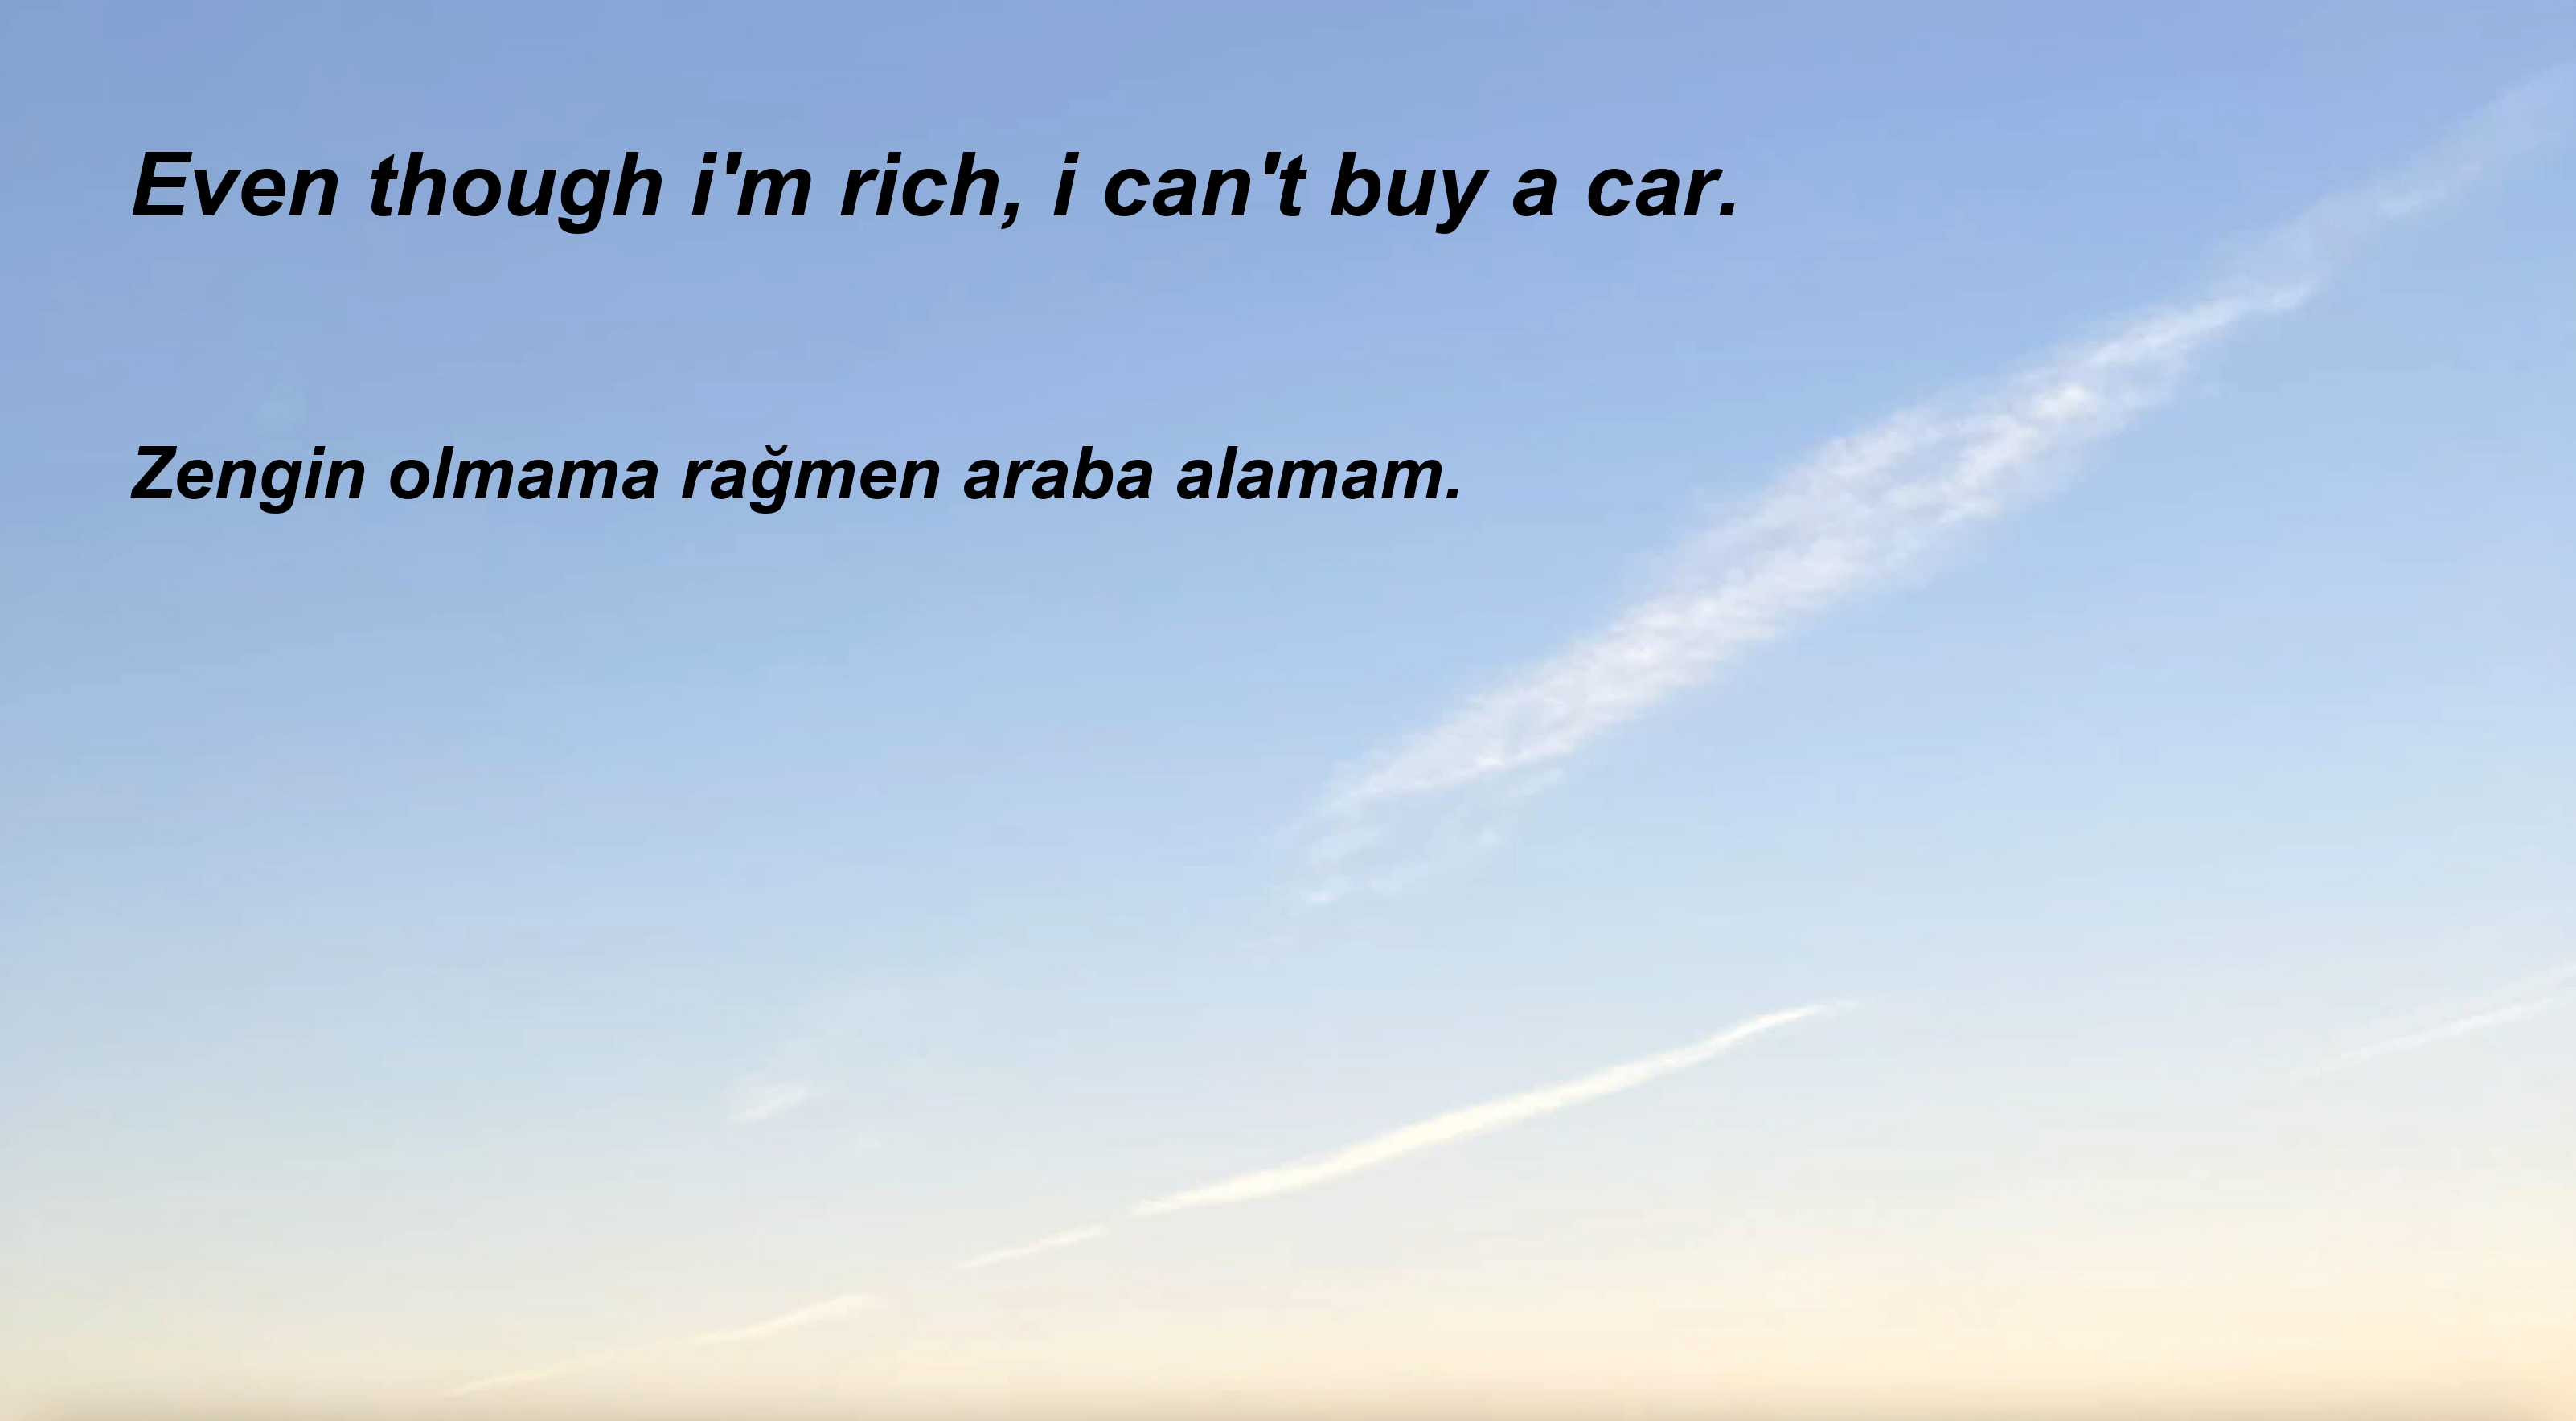 Even though i'm rich, i can't buy a car.
Zengin olmama rağmen araba alamam.